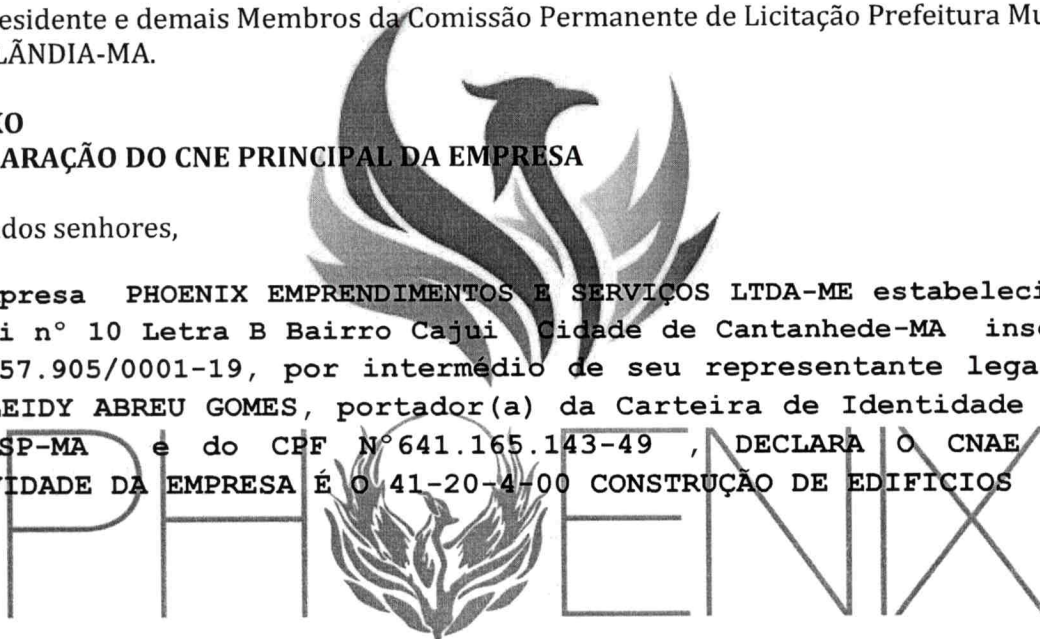 esidente e demais Membros da Comissão Permanente de Licitação Prefeitura Mu
LÃNDIA-MA.
XO
ARAÇÃO DO CNE PRINCIPAL DA EMPRESA
dos senhores,
presa PHOENIX EMPRENDIMENTOS E SERVIÇOS LTDA-ME estabeleci
i nº 10 Letra B Bairro Cajui Cidade de Cantanhede-MA ins
57.905/0001-19, por intermédio de seu representante lega
EIDY ABREU GOMES, portador(a) da Carteira de Identidade
SP-MA e do CPF N°641.165.143-49 , DECLARA O CNAE
IDADE DA EMPRESA É O 41-20-4-00 CONSTRUÇÃO DE EDIFICIOS
PHOENIX